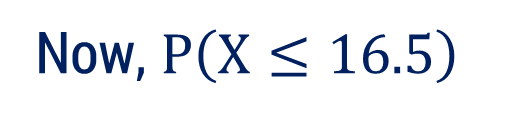 Now, P(X ≤ 16.5)